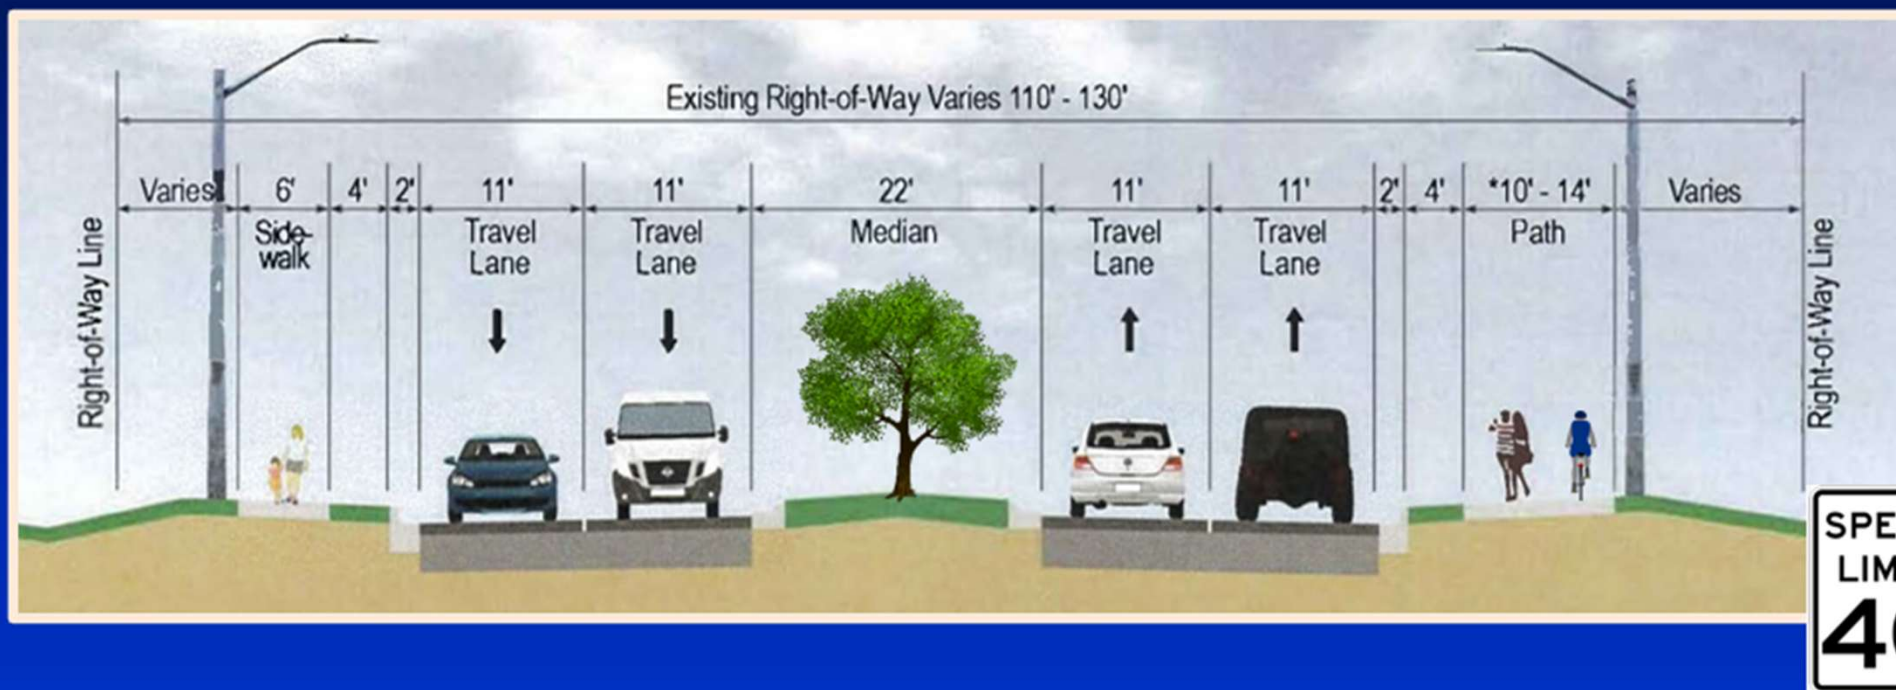 Existing Right-of-Way Varies 110' - 130'
Varies 6' 4' 2' 11' 11' 22' 11' 11' 2' 4' *10' - 14' Varies
Side-
walk
Travel
Lane
Travel
Lane
Median
Travel
Lane
Travel
Lane
Path
Right-of-Way Line
Right-of-Way Line
SPE
LIM
4